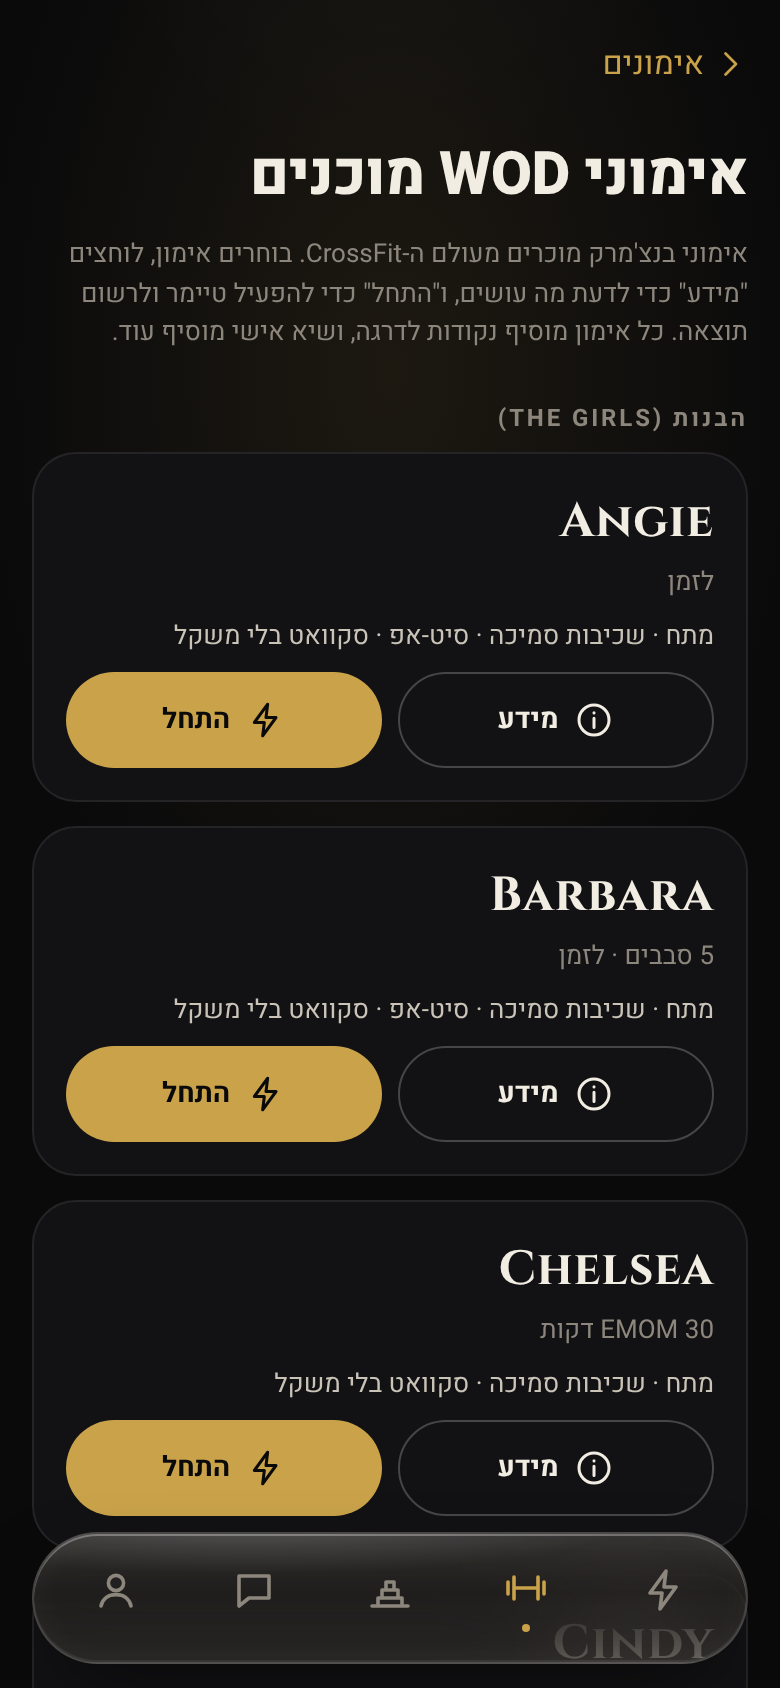 אימונים
אימוני WOD מוכנים
אימוני בנצ'מרק מוכרים מעולם ה-CrossFit. בוחרים אימון, לוחצים
"מידע" כדי לדעת מה עושים, ו"התחל" כדי להפעיל טיימר ולרשום
תוצאה. כל אימון מוסיף נקודות לדרגה, ושיא אישי מוסיף עוד.
הבנות (THE GIRLS)
Angie
לזמן
מתח · שכיבות סמיכה · סיט-אפ · סקוואט בלי משקל
מידע
התחל
Barbara
5 סבבים · לזמן
מתח · שכיבות סמיכה · סיט-אפ · סקוואט בלי משקל
מידע
התחל
Chelsea
EMOM 30 דקות
מתח · שכיבות סמיכה · סקוואט בלי משקל
מידע
התחל
Cindy